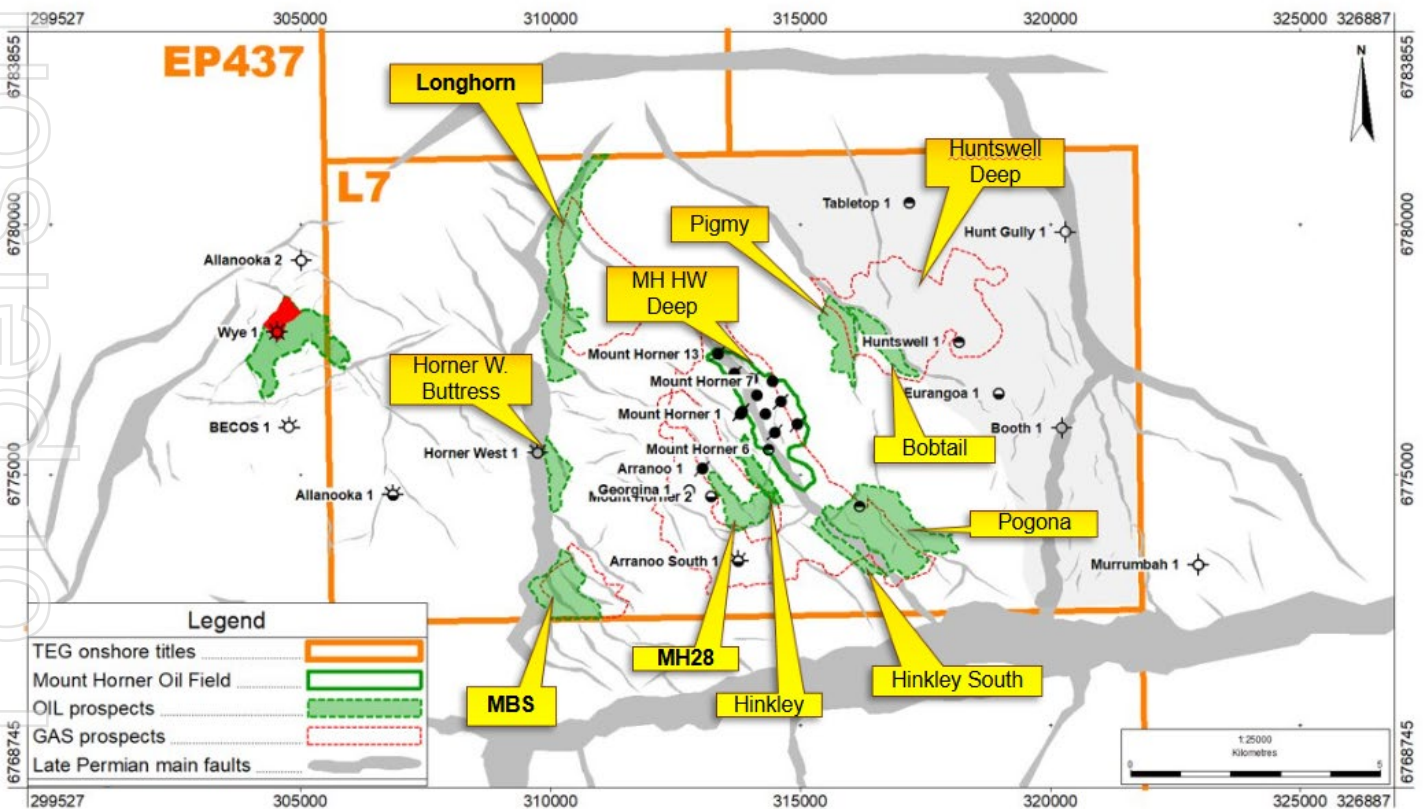 299527 305000 310000 315000 320000 325000 326887
6783855
6783855
EP437
N
Longhorn
Huntswell
Deep
L7
Tabletop 1
6780000
6780000
Pigmy
Hunt Gully 1
Allanooka 2
MH HW
Deep
Wye 1
Mount Horner 13
Huntswell 1
Horner W.
Buttress
Mount Horner 7
Eurangoa 1
BECOS 1
Mount Horner 1
Booth 1
Horner West 1
Mount Horner 6
Bobtail
6775000
6775000
Arranoo 1
Allanooka 1
Georgina 1
Mount Horner 2
Pogona
Arranoo South 1
Murrumbah 1
Legend
TEG onshore titles
Mount Horner Oil Field
OIL prospects
GAS prospects
Late Permian main faults
MH28
Hinkley South
MBS
Hinkley
1:25000
Kilometres
0 5
6768745
6768745
299527 305000 310000 315000 320000 325000 326887